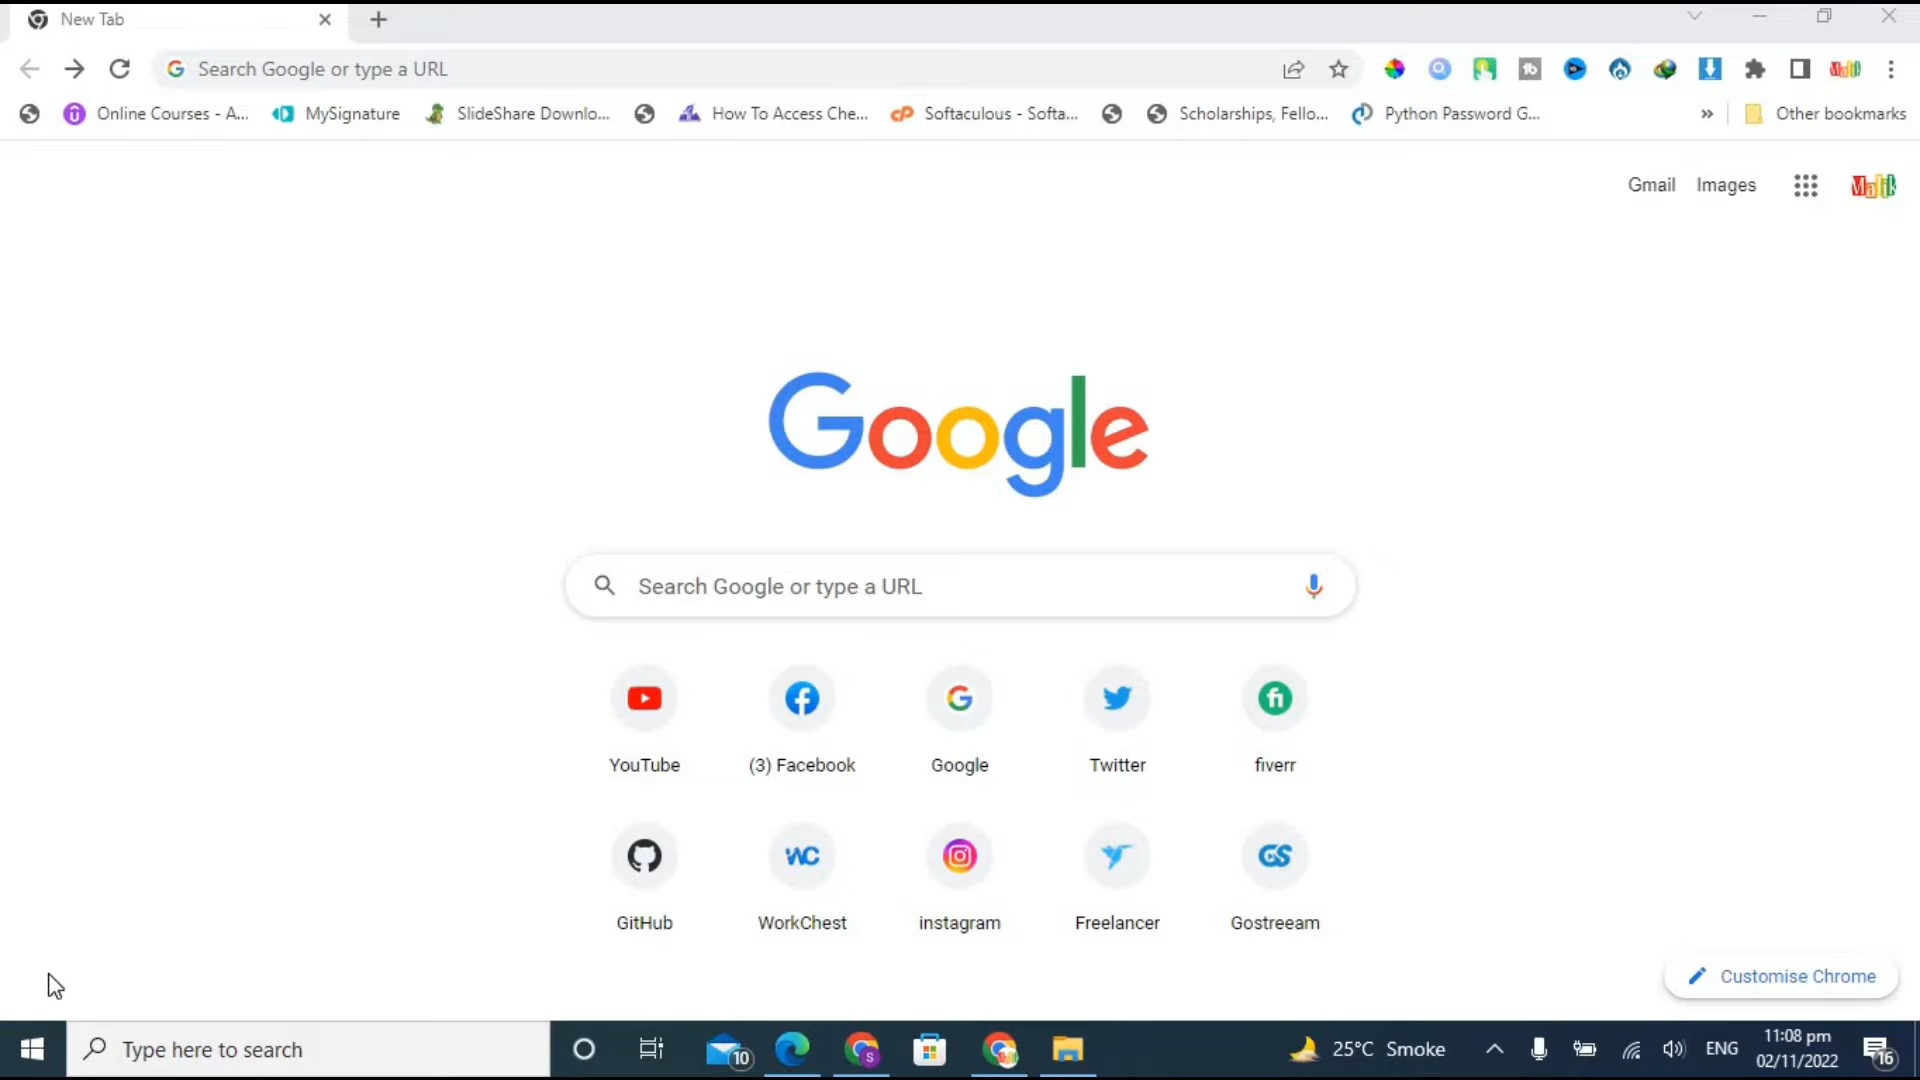 New Tab
Search Google or type a URL
Online Courses - A...
MySignature
SlideShare Downlo...
How To Access Che...
Softaculous - Softa...
Scholarships, Fello...
Python Password G...
»
Other bookmarks
Gmail
Images
Malik
Google
Search Google or type a URL
YouTube
(3) Facebook
Google
Twitter
fiverr
GitHub
WorkChest
instagram
Freelancer
Gostreeam
Customise Chrome
Type here to search
10
25°C Smoke
ENG
11:08 pm
02/11/2022
16